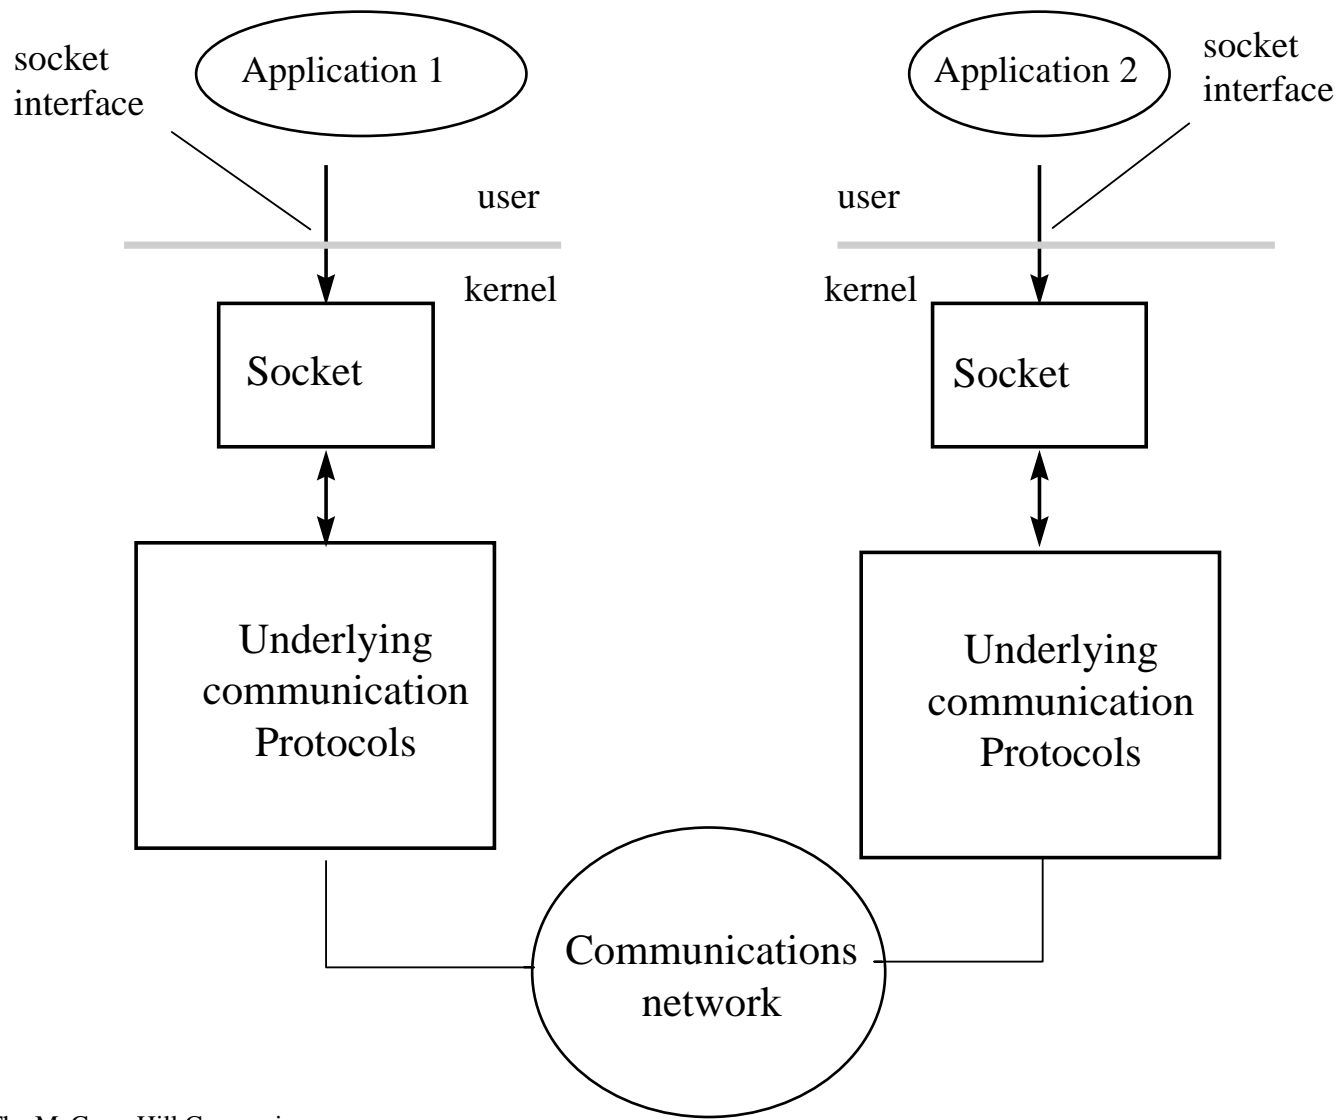 socket
interface
Application 1
Application 2
socket
interface
user
kernel
user
kernel
Socket
Socket
Underlying
communication
Protocols
Underlying
communication
Protocols
Communications
network